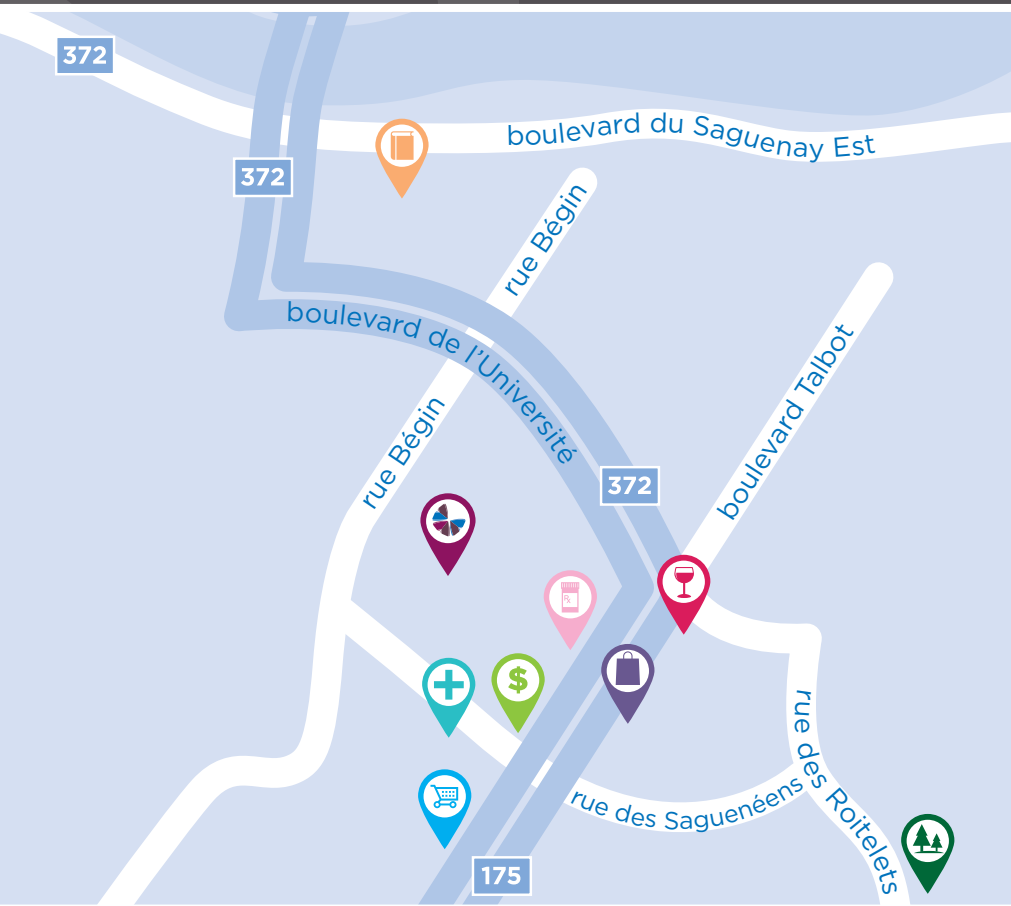 372
boulevard du Saguenay Est
372
rue Bégin
boulevard de l'Université
boulevard Talbot
rue Bégin
372
Rx
$
rue des Roitelets
rue des Saguenéens
175